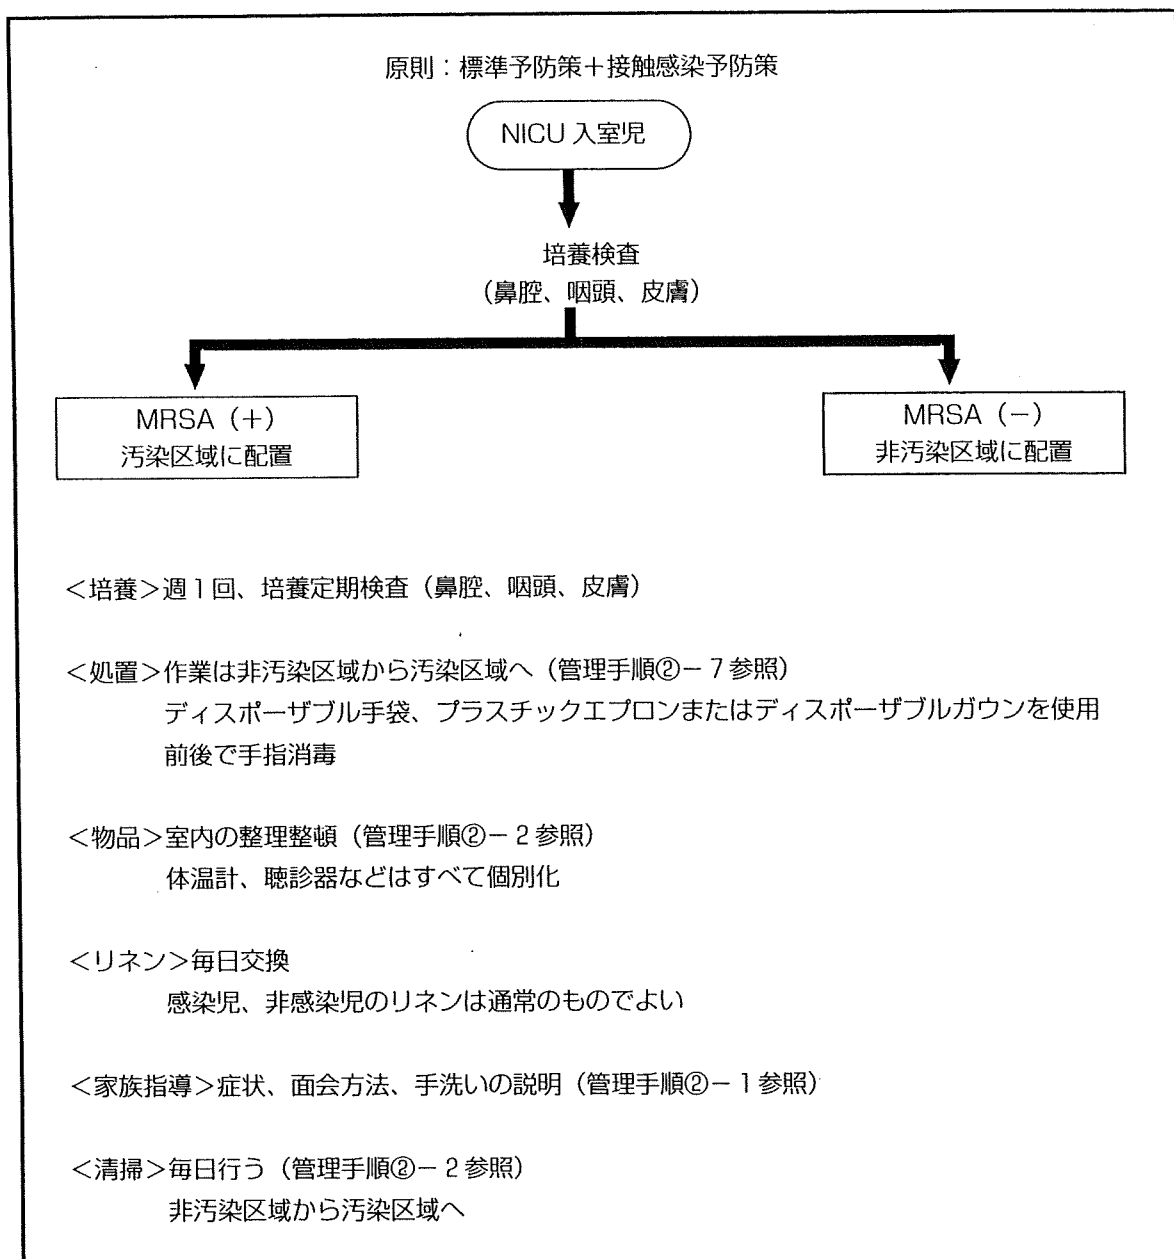 原則：標準予防策＋接触感染予防策
NICU 入室児
培養検査
（鼻腔、咽頭、皮膚）
MRSA（＋）
汚染区域に配置
MRSA（－）
非汚染区域に配置
＜培養＞週１回、培養定期検査（鼻腔、咽頭、皮膚）
＜処置＞作業は非汚染区域から汚染区域へ（管理手順②－７参照）
ディスポーザブル手袋、プラスチックエプロンまたはディスポーザブルガウンを使用
前後で手指消毒
＜物品＞室内の整理整頓（管理手順②－２参照）
体温計、聴診器などはすべて個別化
＜リネン＞毎日交換
感染児、非感染児のリネンは通常のものでよい
＜家族指導＞症状、面会方法、手洗いの説明（管理手順②－１参照）
＜清掃＞毎日行う（管理手順②－２参照）
非汚染区域から汚染区域へ